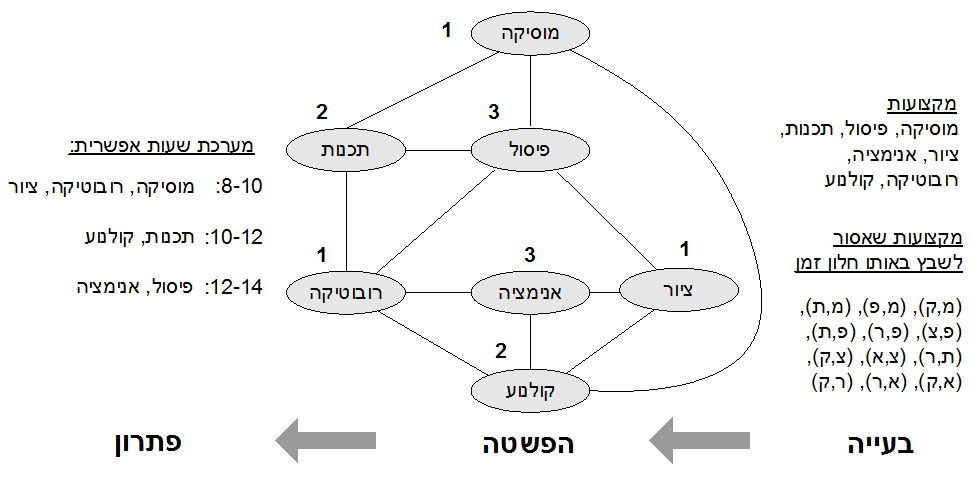 מקצועות
מוסיקה, פיסול, תכנות,
ציור, אנימציה,
רובוטיקה, קולנוע
מקצועות שאסור
לשבץ באותו חלון זמן
(מ,ק), (מ,פ), (מ,ת),
(פ,צ), (פ,ר), (פ,ת),
(ת,ר), (צ,א), (צ,ק),
(א,ק), (א,ר), (ר,ק)
בעייה
1
מוסיקה
2
תכנות
3
פיסול
1
רובוטיקה
3
אנימציה
1
ציור
2
קולנוע
הפשטה
מערכת שעות אפשרית:
8-10: מוסיקה, רובוטיקה, ציור
10-12: תכנות, קולנוע
12-14: פיסול, אנימציה
פתרון